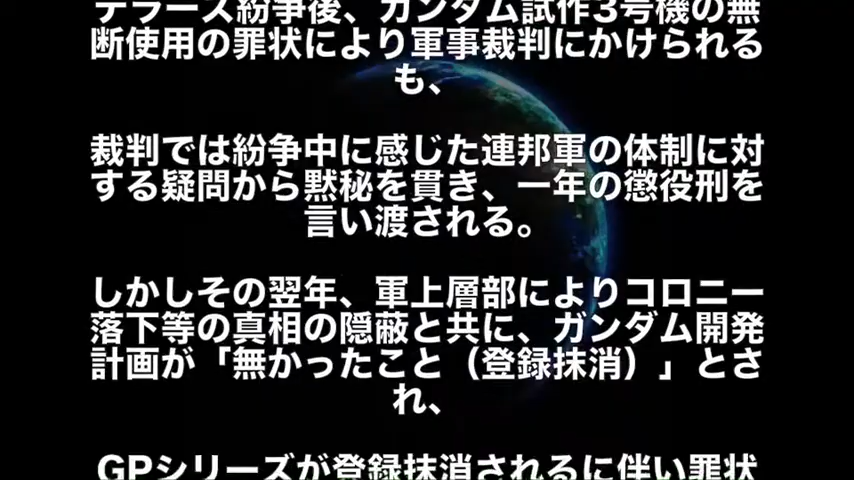 デラーズ紛争後、ガンダム試作3号機の無
断使用の罪状により軍事裁判にかけられる
も、
裁判では紛争中に感じた連邦軍の体制に対
する疑問から黙秘を貫き、一年の懲役刑を
言い渡される。
しかしその翌年、軍上層部によりコロニー
落下等の真相の隠蔽と共に、ガンダム開発
計画が「無かったこと（登録抹消）」とさ
れ、
GPシリーズが登録抹消されるに伴い罪状